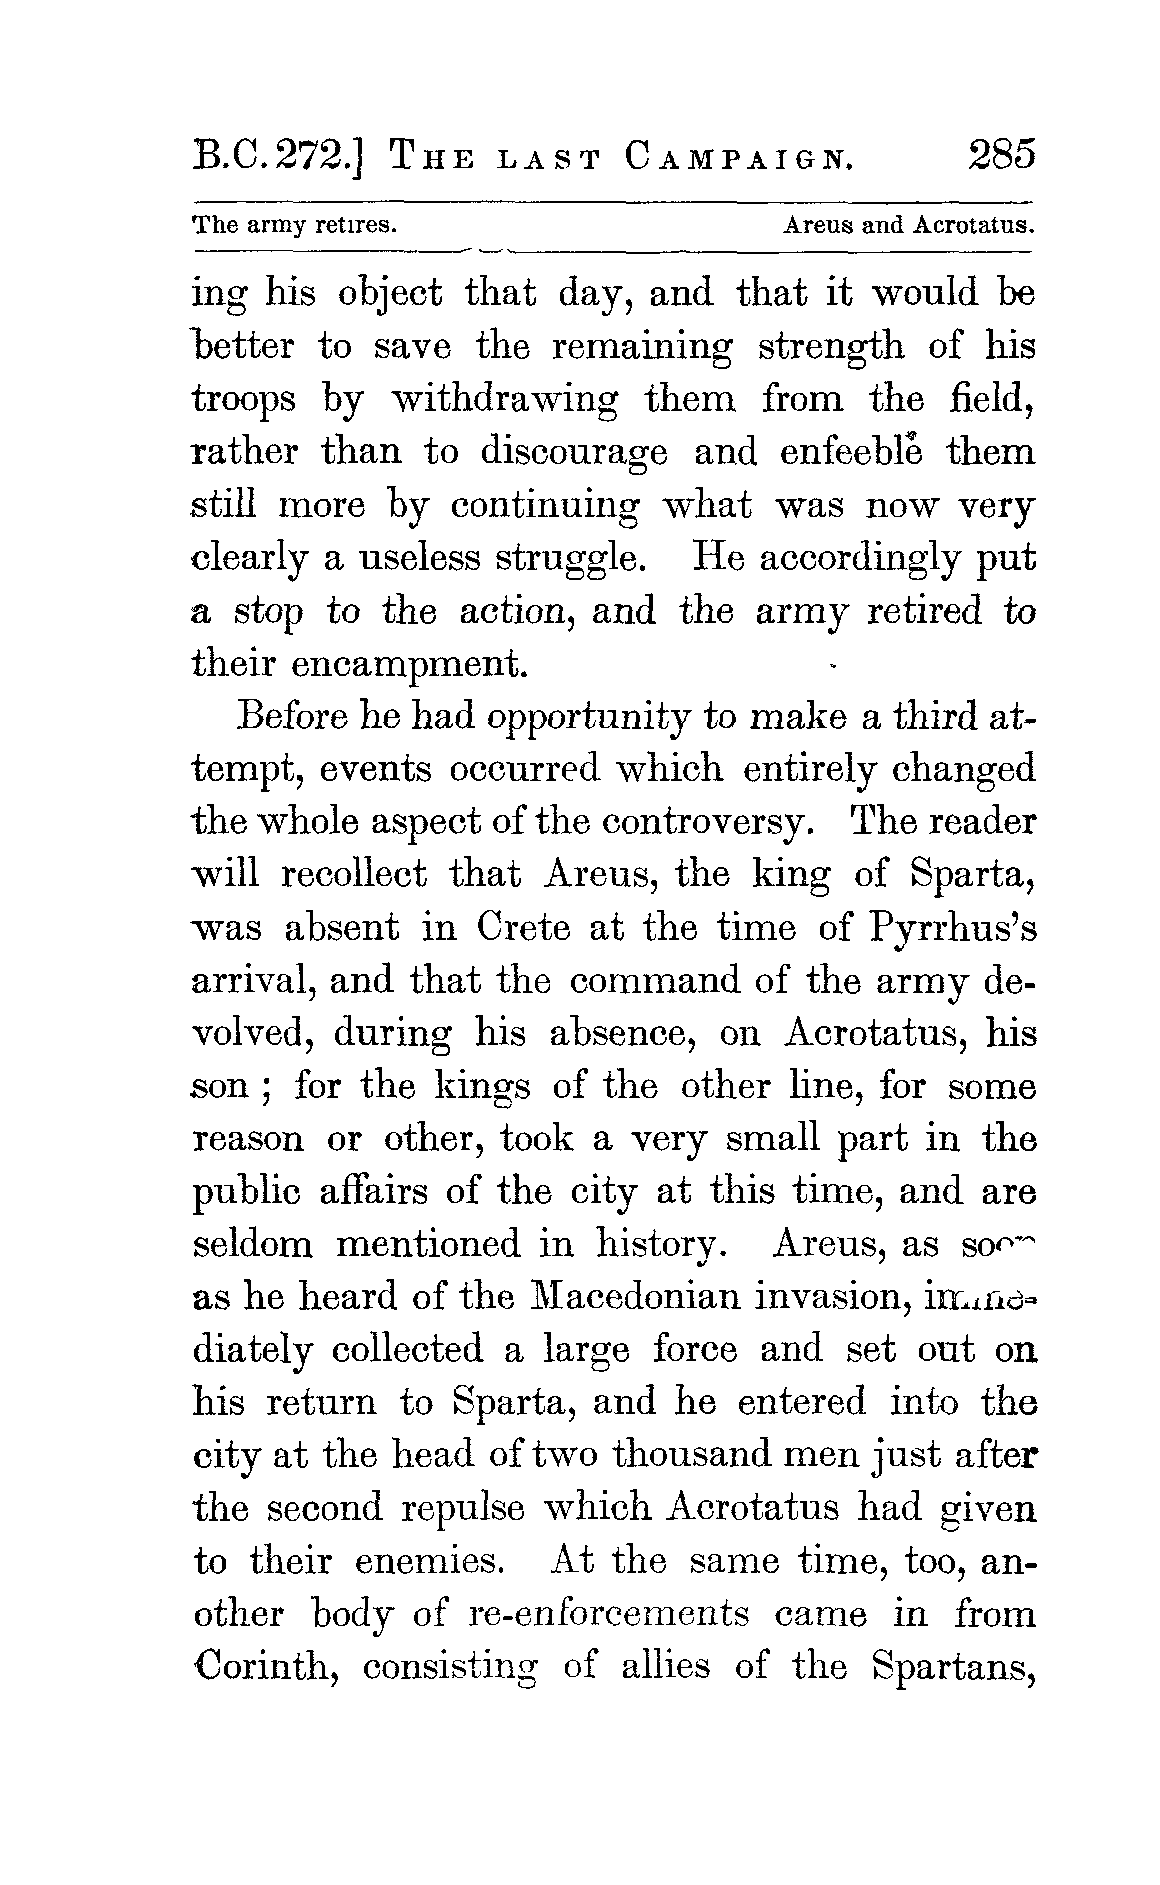 B.C. 272.] THE LAST CAMPAIGN. 285
The army retires. Areus and Acrotatus.
ing his object that day, and that it would be
better to save the remaining strength of his
troops by withdrawing them from the field,
rather than to discourage and enfeeble them
still more by continuing what was now very
clearly a useless struggle. He accordingly put
a stop to the action, and the army retired to
their encampment.
Before he had opportunity to make a third at-
tempt, events occurred which entirely changed
the whole aspect of the controversy. The reader
will recollect that Areus, the king of Sparta,
was absent in Crete at the time of Pyrrhus's
arrival, and that the command of the army de-
volved, during his absence, on Acrotatus, his
son ; for the kings of the other line, for some
reason or other, took a very small part in the
public affairs of the city at this time, and are
seldom mentioned in history. Areus, as soon
as he heard of the Macedonian invasion, imme-
diately collected a large force and set out on
his return to Sparta, and he entered into the
city at the head of two thousand men just after
the second repulse which Acrotatus had given
to their enemies. At the same time, too, an-
other body of re-enforcements came in from
Corinth, consisting of allies of the Spartans,